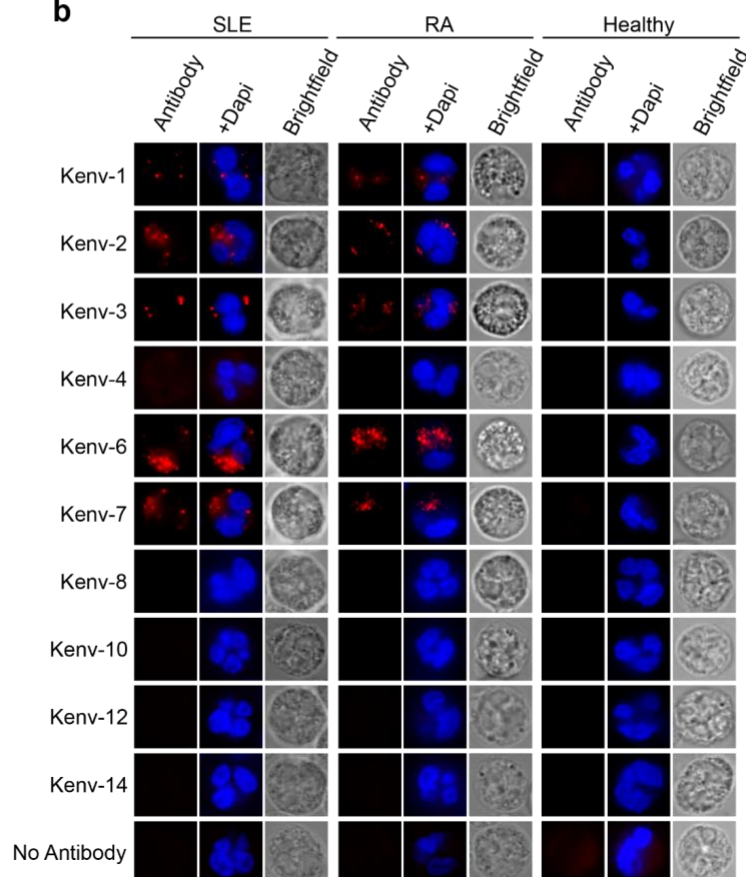 b
SLE RA Healthy
Antibody +Dapi Brightfield Antibody +Dapi Brightfield Antibody +Dapi Brightfield
Kenv-1
Kenv-2
Kenv-3
Kenv-4
Kenv-6
Kenv-7
Kenv-8
Kenv-10
Kenv-12
Kenv-14
No Antibody